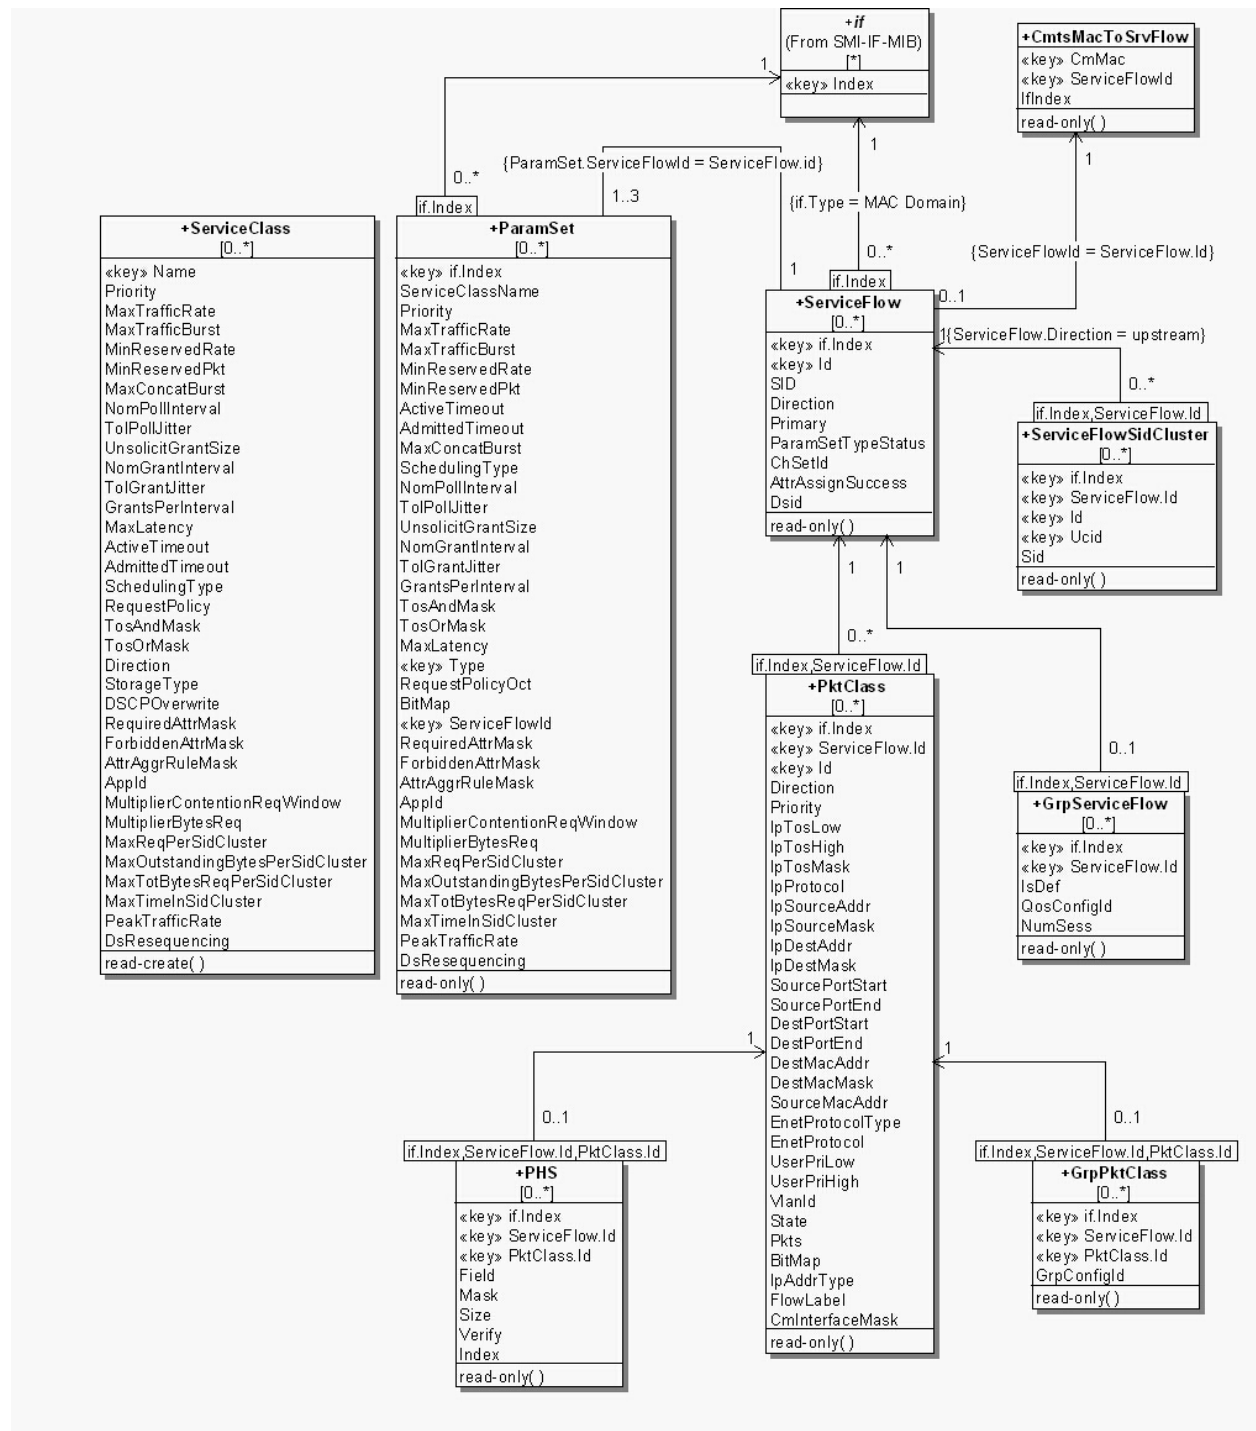 +if
(From SMI-IF-MIB)
[*]
«key» Index
1
+CmtsMacToSrvFlow
«key» CmMac
«key» ServiceFlowId
IfIndex
read-only( )
1
1
{ParamSet.ServiceFlowId = ServiceFlow.id}
0..*
1..3
{if.Type = MAC Domain}
if.Index
{ServiceFlowId = ServiceFlow.Id}
0..*
1
if.Index
0..1
+ServiceClass
[0..*]
«key» Name
Priority
MaxTrafficRate
MaxTrafficBurst
MinReservedRate
MinReservedPkt
MaxConcatBurst
NomPollInterval
TolPollJitter
UnsolicitGrantSize
NomGrantInterval
TolGrantJitter
GrantsPerInterval
MaxLatency
ActiveTimeout
AdmittedTimeout
SchedulingType
RequestPolicy
TosAndMask
TosOrMask
Direction
StorageType
DSCPOverwrite
RequiredAttrMask
ForbiddenAttrMask
AttrAggrRuleMask
AppId
MultiplierContentionReqWindow
MultiplierBytesReq
MaxReqPerSidCluster
MaxOutstandingBytesPerSidCluster
MaxTotBytesReqPerSidCluster
MaxTimeInSidCluster
PeakTrafficRate
DsResequencing
read-create( )
+ParamSet
[0..*]
«key» if.Index
ServiceClassName
Priority
MaxTrafficRate
MaxTrafficBurst
MinReservedRate
MinReservedPkt
ActiveTimeout
AdmittedTimeout
MaxConcatBurst
SchedulingType
NomPollInterval
TolPollJitter
UnsolicitGrantSize
NomGrantInterval
TolGrantJitter
GrantsPerInterval
TosAndMask
TosOrMask
MaxLatency
«key» Type
RequestPolicyOct
BitMap
«key» ServiceFlowId
RequiredAttrMask
ForbiddenAttrMask
AttrAggrRuleMask
AppId
MultiplierContentionReqWindow
MultiplierBytesReq
MaxReqPerSidCluster
MaxOutstandingBytesPerSidCluster
MaxTotBytesReqPerSidCluster
MaxTimeInSidCluster
PeakTrafficRate
DsResequencing
read-only( )
+ServiceFlow
[0..*]
«key» if.Index
«key» Id
SID
Direction
Primary
ParamSetTypeStatus
ChSetId
AttrAssignSuccess
Dsid
read-only( )
1{ServiceFlow.Direction = upstream}
0..*
if.Index,ServiceFlow.Id
+ServiceFlowSidCluster
[0..*]
«key» if.Index
«key» ServiceFlow.Id
«key» Id
«key» Ucid
Sid
read-only( )
1
1
0..*
if.Index,ServiceFlow.Id
+PktClass
[0..*]
«key» if.Index
«key» ServiceFlow.Id
«key» Id
Direction
Priority
IpTosLow
IpTosHigh
IpTosMask
IpProtocol
IpSourceAddr
IpSourceMask
IpDestAddr
IpDestMask
SourcePortStart
SourcePortEnd
DestPortStart
DestPortEnd
DestMacAddr
DestMacMask
SourceMacAddr
EnetProtocolType
EnetProtocol
UserPriLow
UserPriHigh
VlanId
State
Pkts
BitMap
IpAddrType
FlowLabel
CmInterfaceMask
read-only( )
0..1
if.Index,ServiceFlow.Id
+GrpServiceFlow
[0..*]
«key» if.Index
«key» ServiceFlow.Id
IsDef
QosConfigId
NumSess
read-only( )
1
0..1
if.Index,ServiceFlow.Id,PktClass.Id
+PHS
[0..*]
«key» if.Index
«key» ServiceFlow.Id
«key» PktClass.Id
Field
Mask
Size
Verify
Index
read-only( )
1
0..1
if.Index,ServiceFlow.Id,PktClass.Id
+GrpPktClass
[0..*]
«key» if.Index
«key» ServiceFlow.Id
«key» PktClass.Id
GrpConfigId
read-only( )